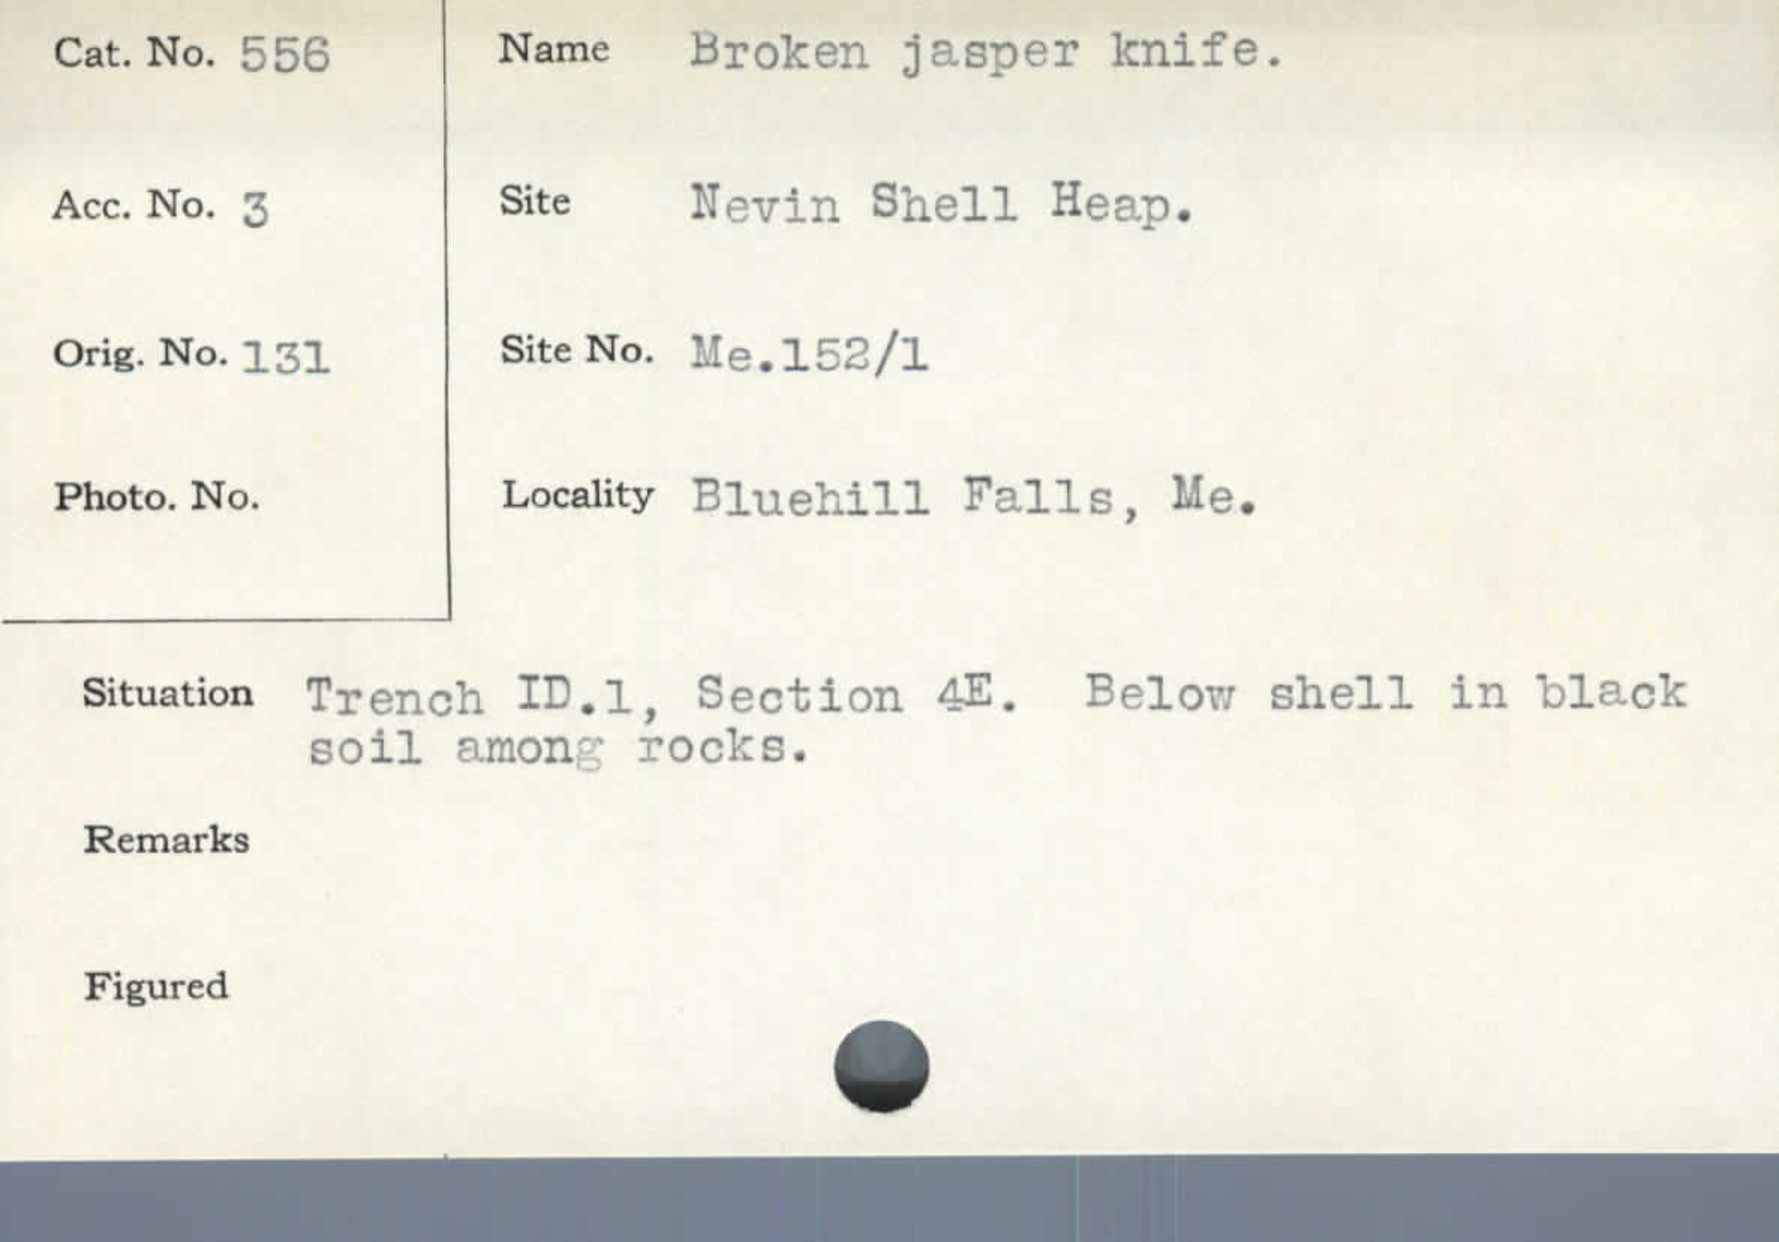 Cat. No. 556
Name Broken jasper knife.
Acc. No. 3
Site Nevin Shell Heap.
Orig. No. 131
Site No. Me.152/1
Photo. No.
Locality Bluehill Falls, Me.
Situation Trench ID.1, Section 4E. Below shell in black
soil among rocks.
Remarks
Figured